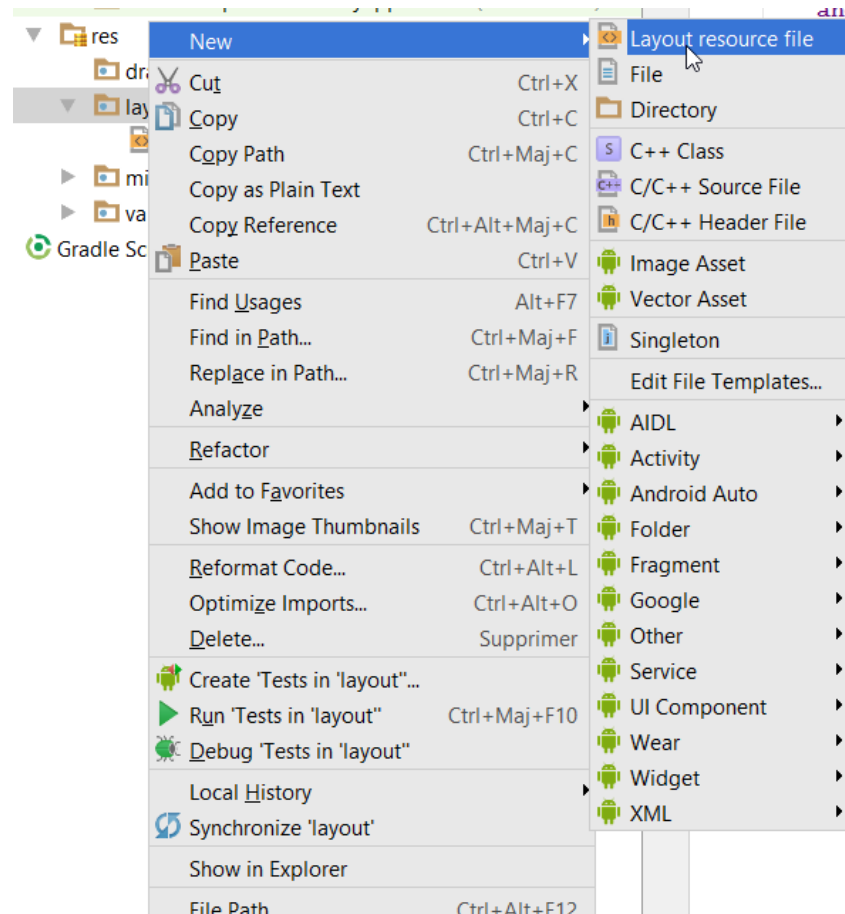 an
res
New
Layout resource file
dra
Cut Ctrl+X
File
lay
Copy Ctrl+C
Directory
Copy Path Ctrl+Maj+C
C++ Class
mi
Copy as Plain Text
C/C++ Source File
va
Copy Reference Ctrl+Alt+Maj+C
C/C++ Header File
Gradle Sc
Paste Ctrl+V
Image Asset
Find Usages Alt+F7
Vector Asset
Find in Path... Ctrl+Maj+F
Singleton
Replace in Path... Ctrl+Maj+R
Edit File Templates...
Analyze
AIDL
Refactor
Activity
Add to Favorites
Android Auto
Show Image Thumbnails Ctrl+Maj+T
Folder
Reformat Code... Ctrl+Alt+L
Fragment
Optimize Imports... Ctrl+Alt+O
Google
Delete... Supprimer
Other
Create 'Tests in 'layout''...
Service
Run 'Tests in 'layout'' Ctrl+Maj+F10
UI Component
Debug 'Tests in 'layout''
Wear
Local History
Widget
Synchronize 'layout'
XML
Show in Explorer
File Path Ctrl+Alt+F12